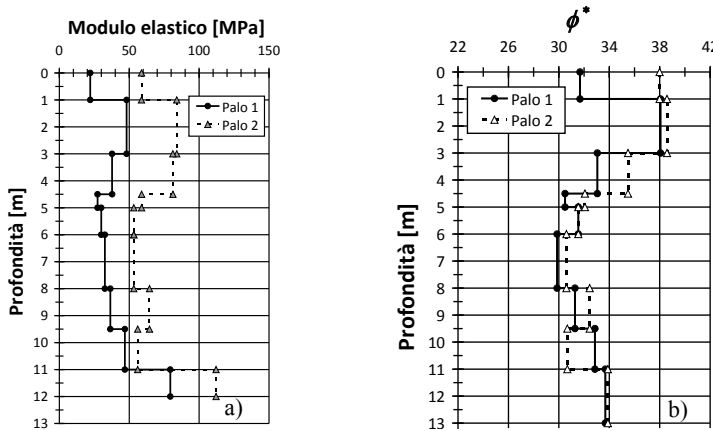 Modulo elastico [MPa]
0 50 100 150
0
1
2
3
4
5
6
7
8
9
10
11
12
13
Profondità [m]
Palo 1
Palo 2
a)
ϕ*
22 26 30 34 38 42
0
1
2
3
4
5
6
7
8
9
10
11
12
13
Profondità [m]
Palo 1
Palo 2
b)